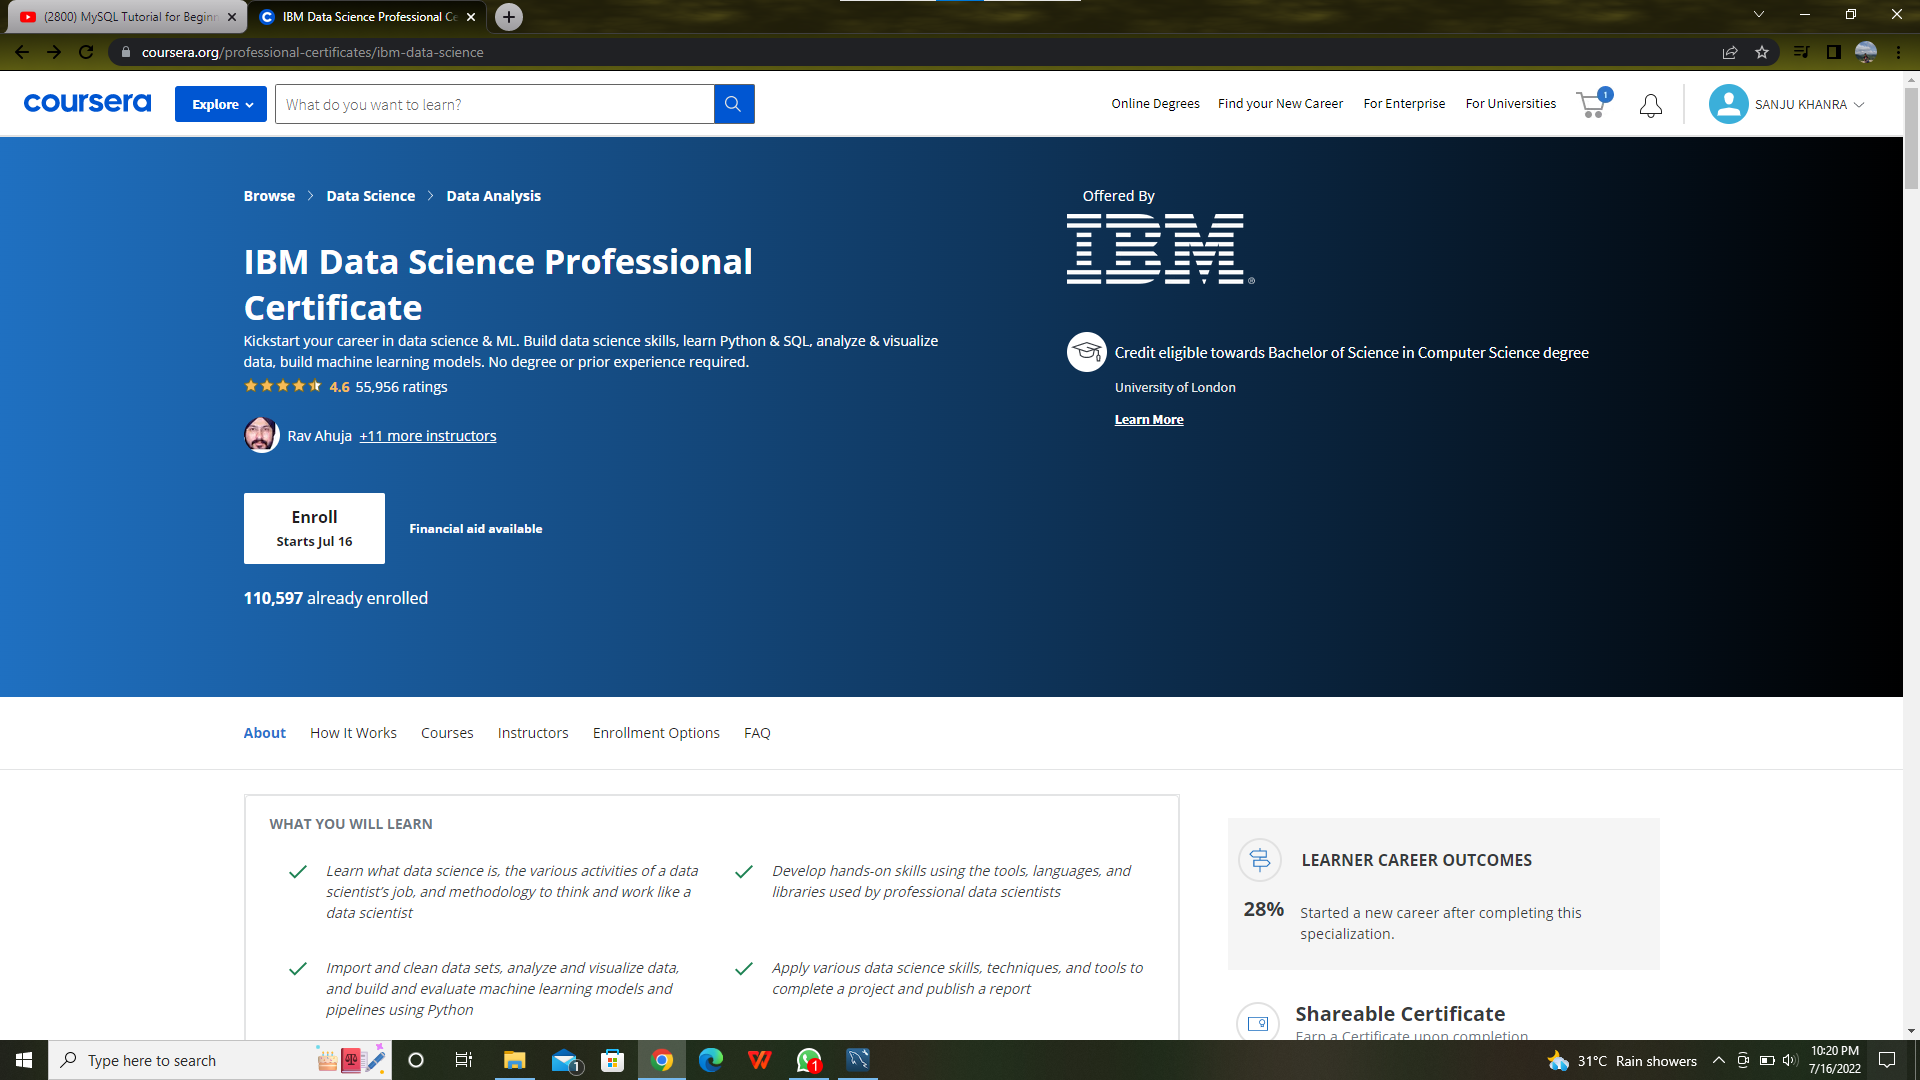 (2800) MySQL Tutorial for Beginn
IBM Data Science Professional Ce
coursera.org/professional-certificates/ibm-data-science
coursera
Explore
What do you want to learn?
Online Degrees
Find your New Career
For Enterprise
For Universities
1
SANJU KHANRA
Browse > Data Science > Data Analysis
Offered By
IBM®
IBM Data Science Professional
Certificate
Kickstart your career in data science & ML. Build data science skills, learn Python & SQL, analyze & visualize
data, build machine learning models. No degree or prior experience required.
4.6 55,956 ratings
Rav Ahuja +11 more instructors
Credit eligible towards Bachelor of Science in Computer Science degree
University of London
Learn More
Enroll
Starts Jul 16
Financial aid available
110,597 already enrolled
About
How It Works
Courses
Instructors
Enrollment Options
FAQ
WHAT YOU WILL LEARN
Learn what data science is, the various activities of a data
scientist's job, and methodology to think and work like a
data scientist
Develop hands-on skills using the tools, languages, and
libraries used by professional data scientists
Import and clean data sets, analyze and visualize data,
and build and evaluate machine learning models and
pipelines using Python
Apply various data science skills, techniques, and tools to
complete a project and publish a report
LEARNER CAREER OUTCOMES
28%
Started a new career after completing this
specialization.
Shareable Certificate
Earn a Certificate upon completion
Type here to search
1
1
31°C Rain showers
10:20 PM
7/16/2022